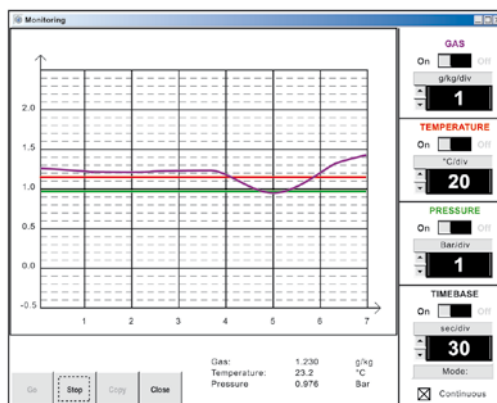 Monitoring
2.0
1.5
1.0
0.5
0.0
-0.5
1 2 3 4 5 6 7
Gas: 1.230 g/kg
Temperature: 23.2 °C
Pressure 0.976 Bar
Go Stop Copy Close
GAS
On Off
g/kg/div
1
TEMPERATURE
°C/div
20
PRESSURE
On Off
Bar/div
1
TIMEBASE
On Off
sec/div
30
Mode:
Continuous